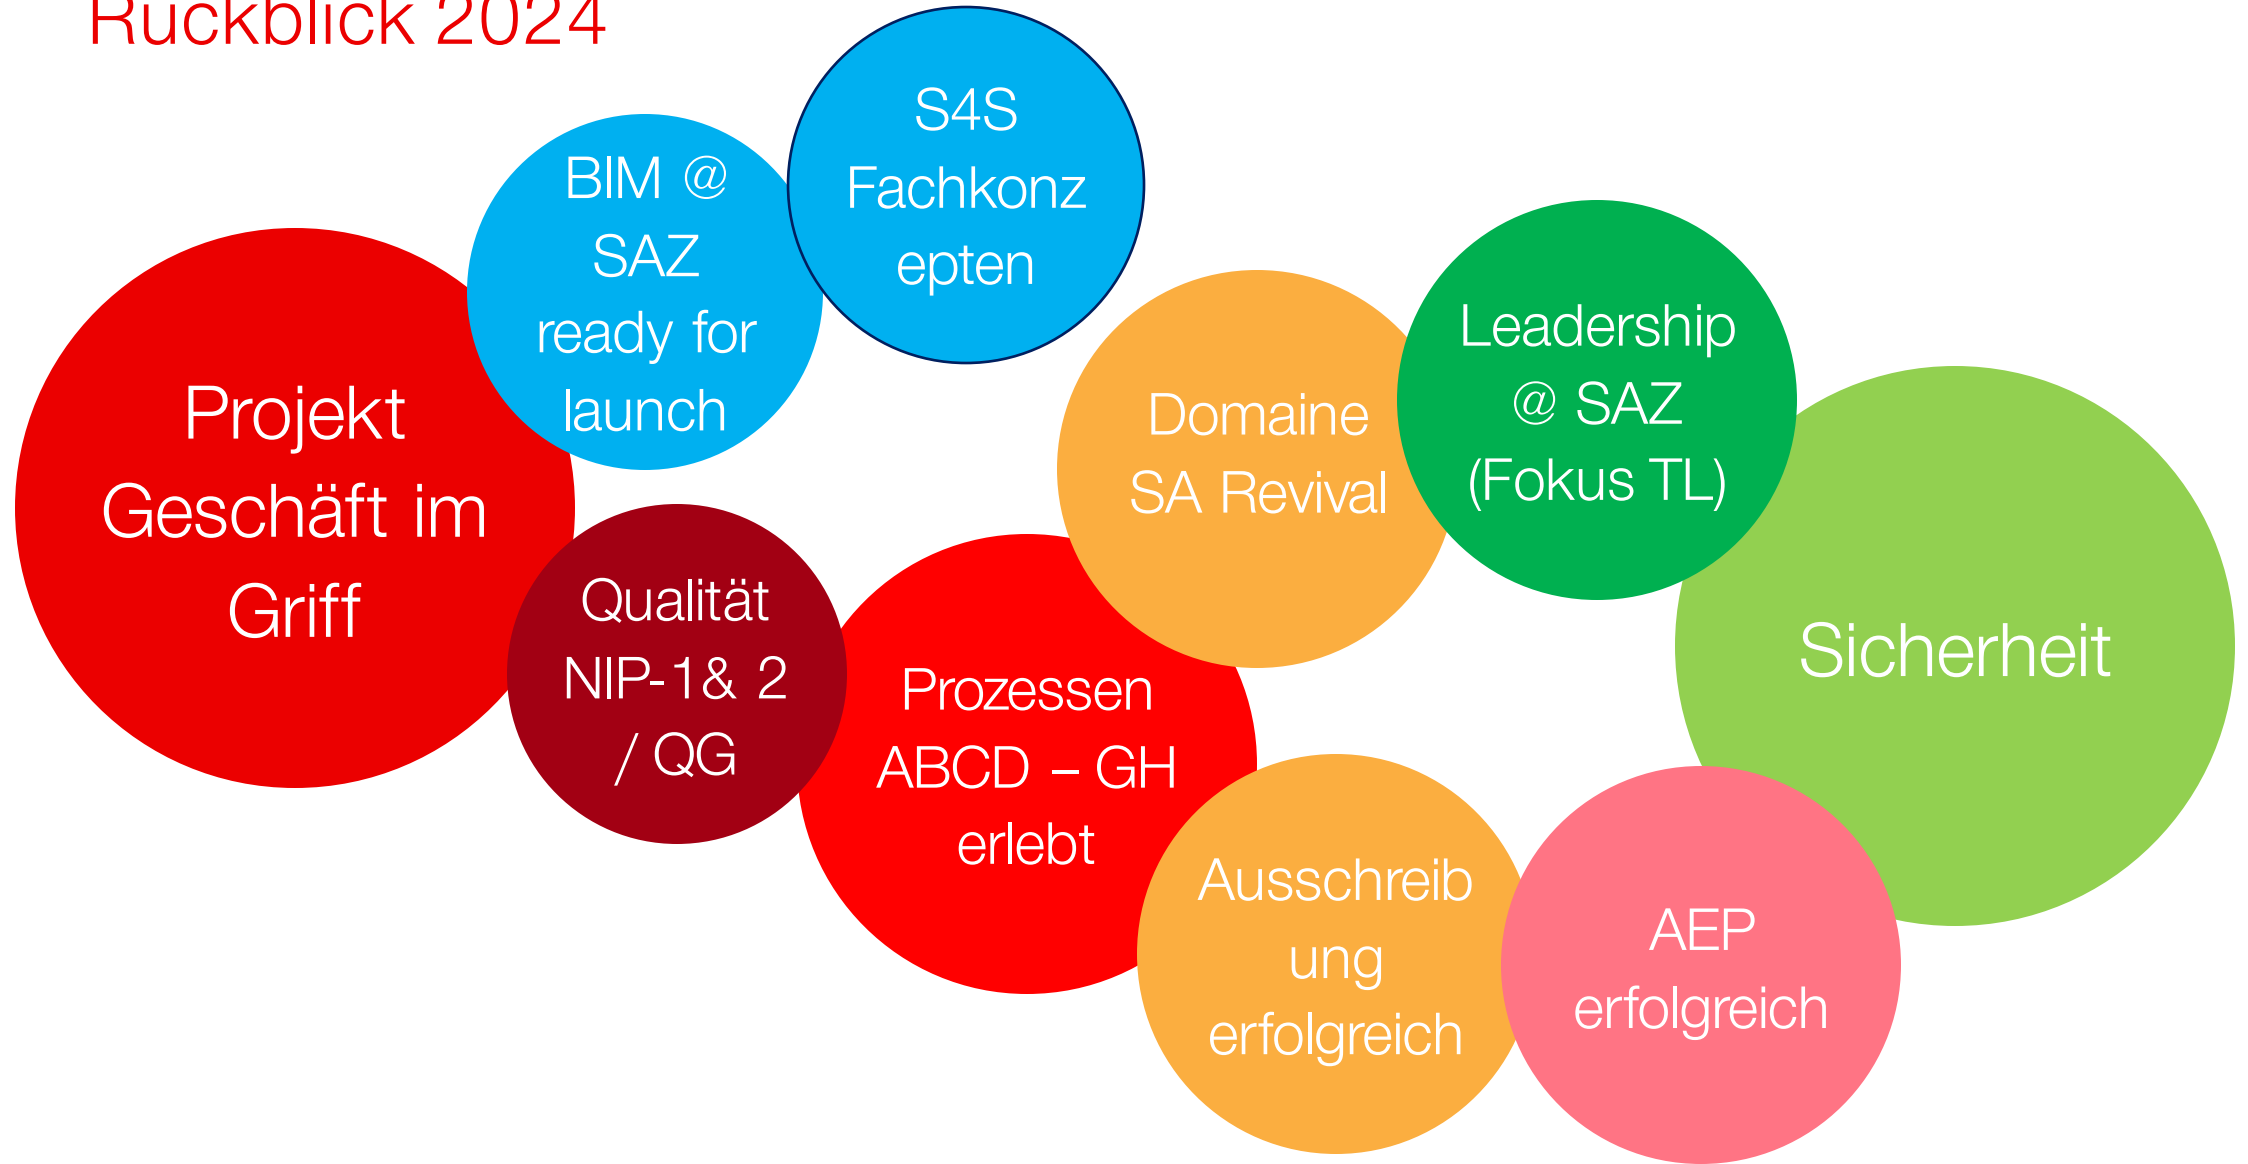 Rückblick 2024
S4S
Fachkonz
epten
BIM @
SAZ
ready for
launch
Projekt
Geschäft im
Griff
Domaine
SA Revival
Leadership
@ SAZ
(Fokus TL)
Qualität
NIP-1& 2
/ QG
Prozessen
ABCD – GH
erlebt
Sicherheit
Ausschreib
ung
erfolgreich
AEP
erfolgreich